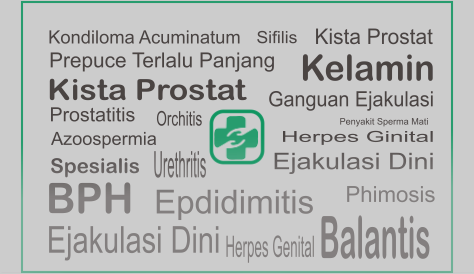 Kondiloma Acuminatum Sifilis Kista Prostat
Prepuce Terlalu Panjang Kelamin
Kista Prostat Ganguan Ejakulasi
Prostatitis Orchitis Penyakit Sperma Mati
Azoospermia Herpes Ginital
Spesialis Urethritis Ejakulasi Dini
BPH Epdidimitis Phimosis
Ejakulasi Dini Herpes Genital Balantis